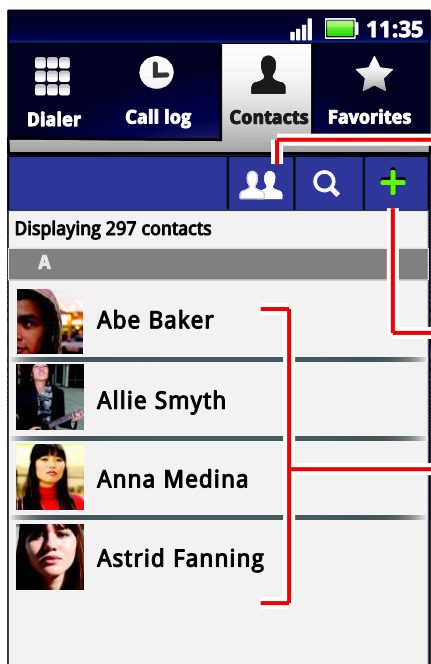 11:35
Dialer Call log Contacts Favorites
Displaying 297 contacts
A
Abe Baker
Allie Smyth
Anna Medina
Astrid Fanning